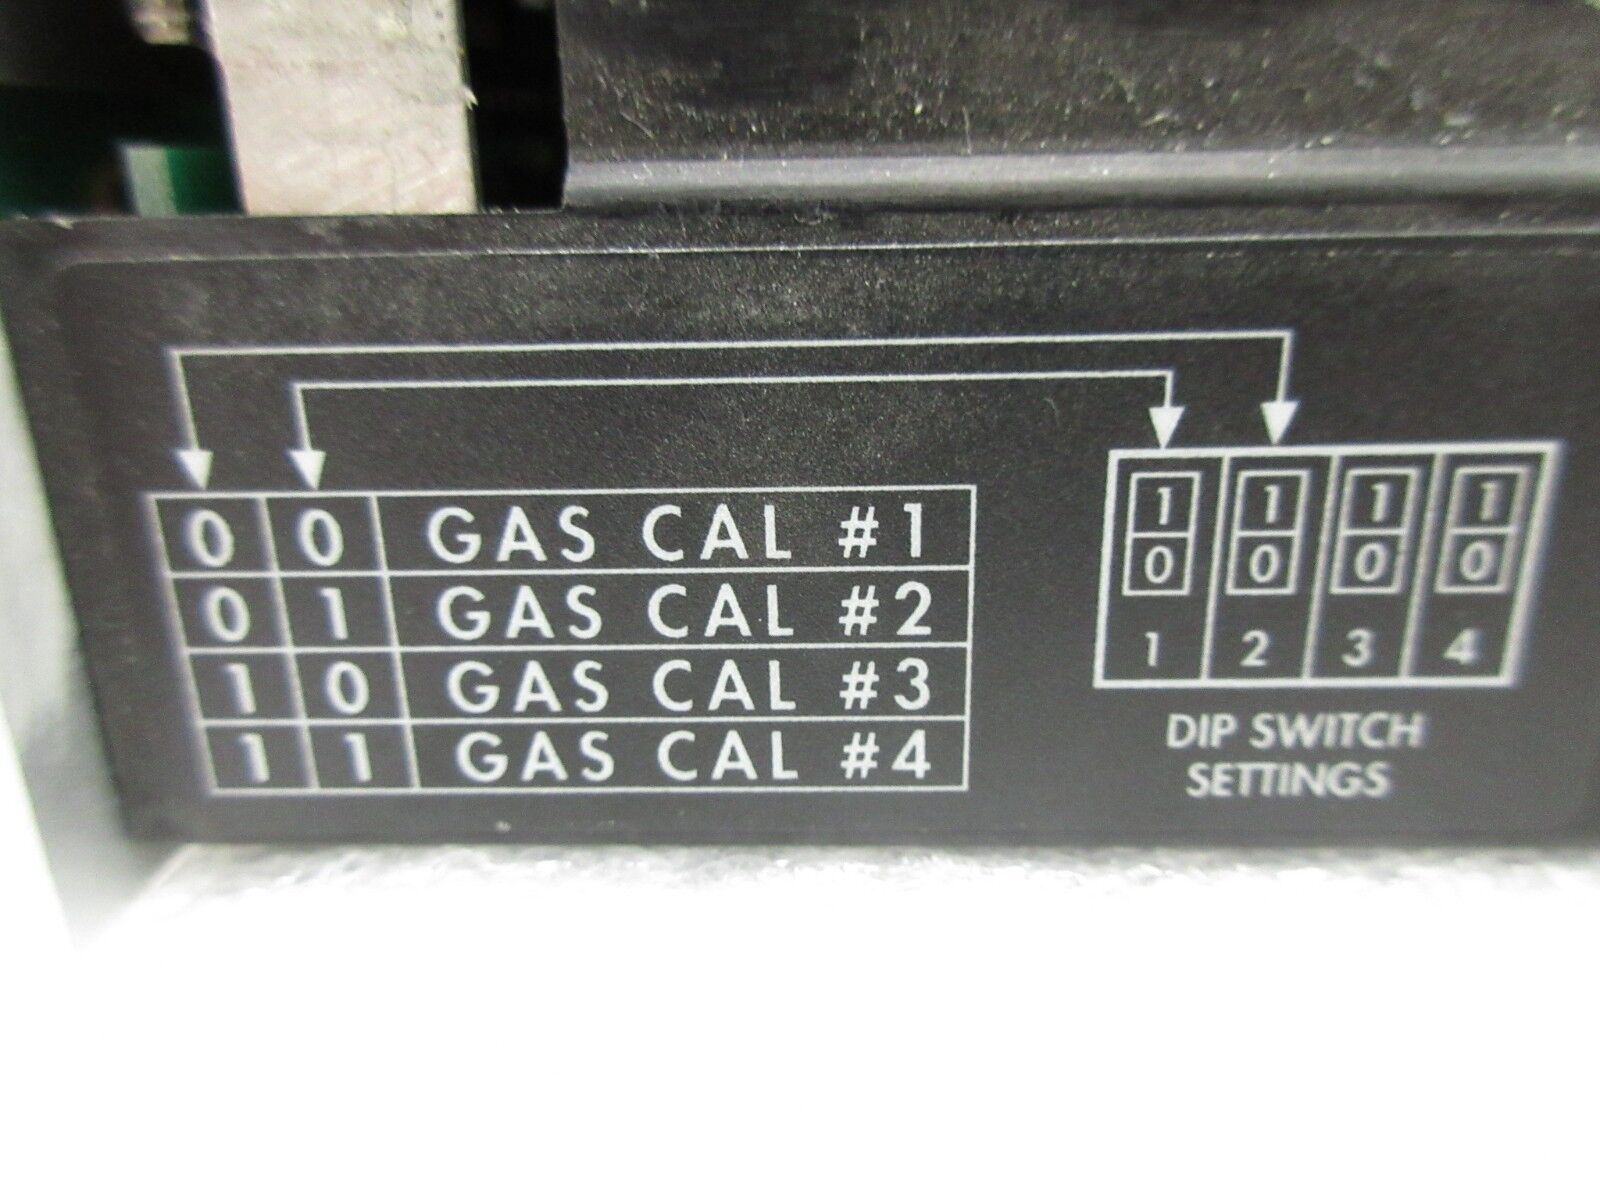 0 0 GAS CAL #1
0 1 GAS CAL #2
1 0 GAS CAL #3
1 1 GAS CAL #4
1 1 1 1
0 0 0 0
1 2 3 4
DIP SWITCH
SETTINGS